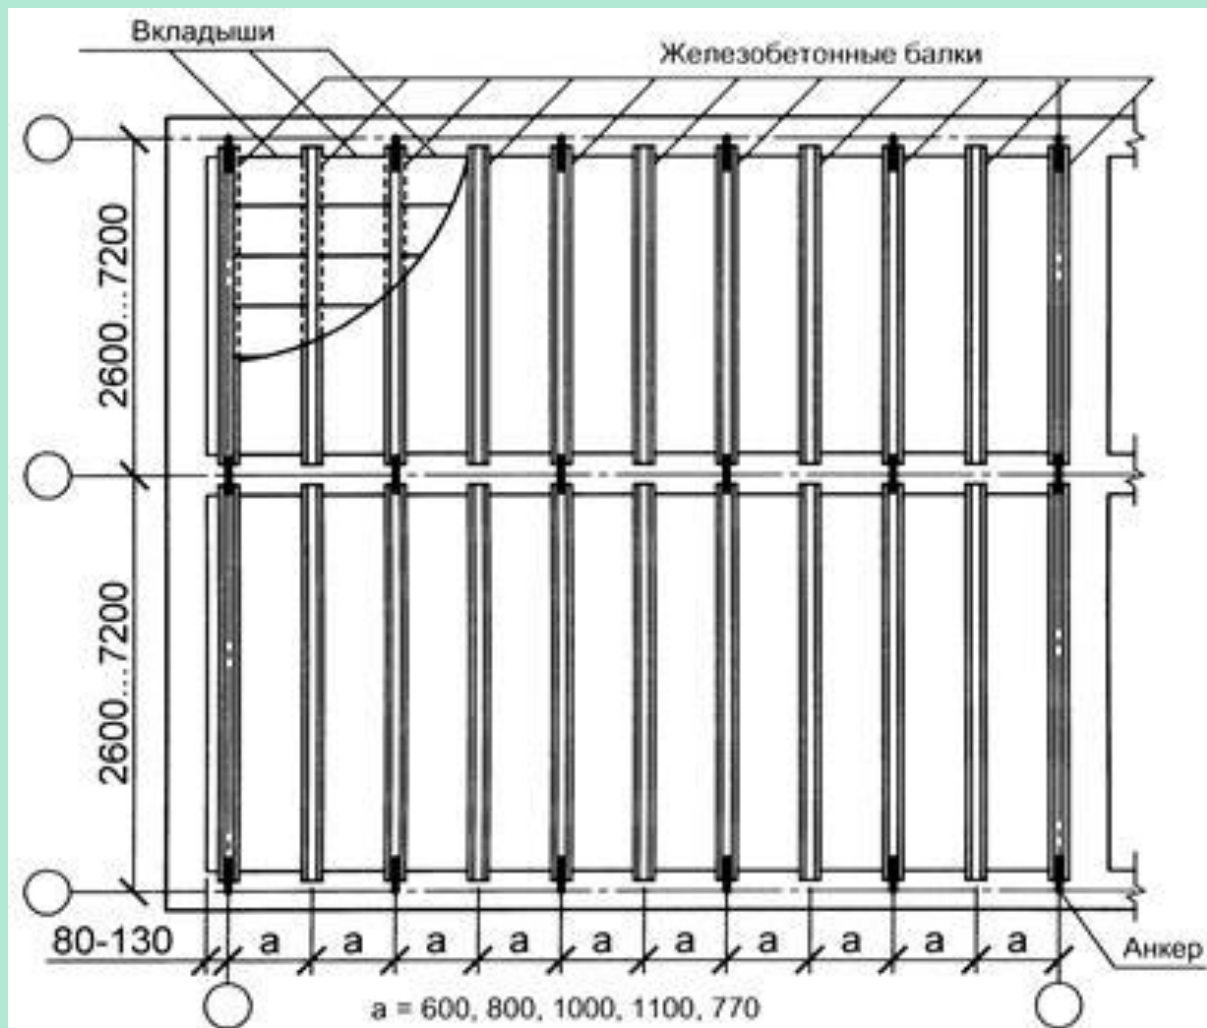 Вкладыши
Железобетонные балки
2600...7200
2600...7200
80-130 a a a a a a a a a a
Анкер
a = 600, 800, 1000, 1100, 770